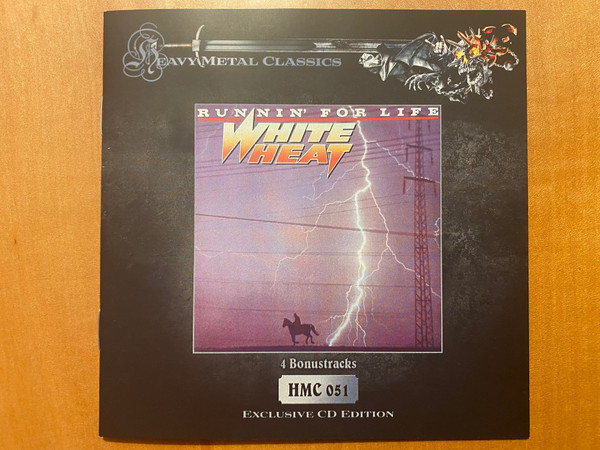 Heavy Metal Classics
RUNNIN' FOR LIFE
WHITE
HEAT
4 Bonustracks
HMC 051
Exclusive CD Edition